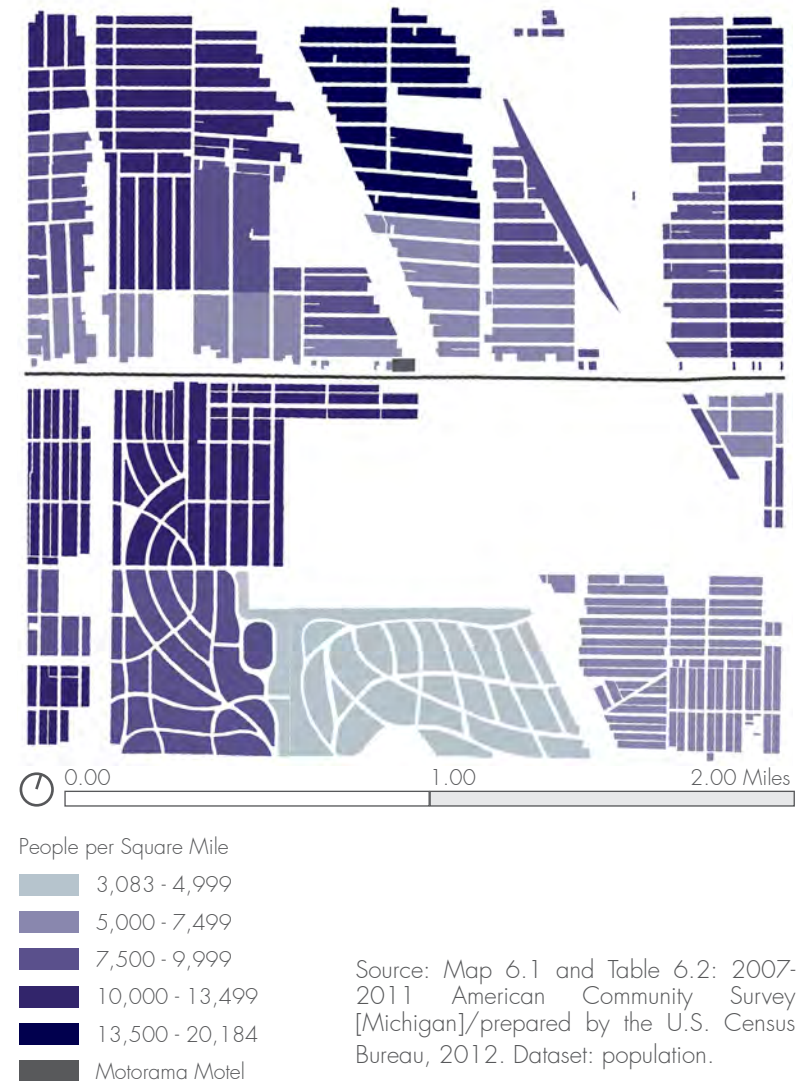 0.00 1.00 2.00 Miles
People per Square Mile
3,083 - 4,999
5,000 - 7,499
7,500 - 9,999
10,000 - 13,499
13,500 - 20,184
Motorama Motel
Source: Map 6.1 and Table 6.2: 2007-
2011 American Community Survey
[Michigan]/prepared by the U.S. Census
Bureau, 2012. Dataset: population.